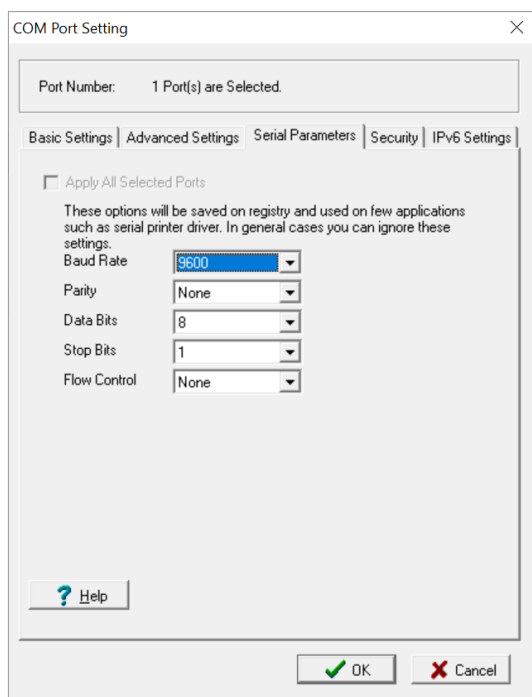 COM Port Setting
Port Number: 1 Port(s) are Selected.
Basic Settings Advanced Settings Serial Parameters Security IPv6 Settings
Apply All Selected Ports
These options will be saved on registry and used on few applications
such as serial printer driver. In general cases you can ignore these
settings.
Baud Rate 9600
Parity None
Data Bits 8
Stop Bits 1
Flow Control None
? Help
OK Cancel